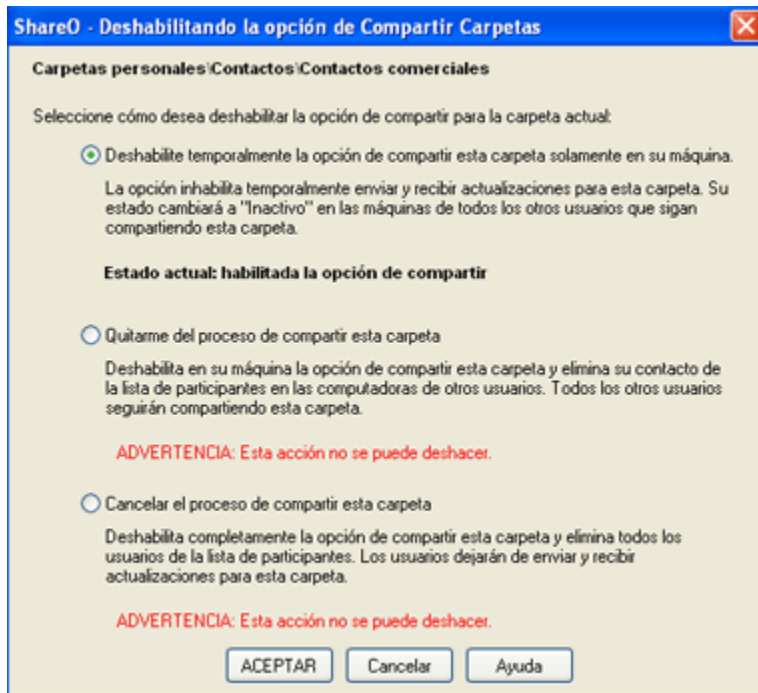 ShareO - Deshabilitando la opción de Compartir Carpetas
Carpetas personales\Contactos\Contactos comerciales
Seleccione cómo desea deshabilitar la opción de compartir para la carpeta actual:
Deshabilite temporalmente la opción de compartir esta carpeta solamente en su máquina.
La opción inhabilita temporalmente enviar y recibir actualizaciones para esta carpeta. Su
estado cambiará a "Inactivo" en las máquinas de todos los otros usuarios que sigan
compartiendo esta carpeta.
Estado actual: habilitada la opción de compartir
Quitarme del proceso de compartir esta carpeta
Deshabilita en su máquina la opción de compartir esta carpeta y elimina su contacto de
la lista de participantes en las computadoras de otros usuarios. Todos los otros usuarios
seguirán compartiendo esta carpeta.
ADVERTENCIA: Esta acción no se puede deshacer.
Cancelar el proceso de compartir esta carpeta
Deshabilita completamente la opción de compartir esta carpeta y elimina todos los
usuarios de la lista de participantes. Los usuarios dejarán de enviar y recibir
actualizaciones para esta carpeta.
ADVERTENCIA: Esta acción no se puede deshacer.
ACEPTAR Cancelar Ayuda